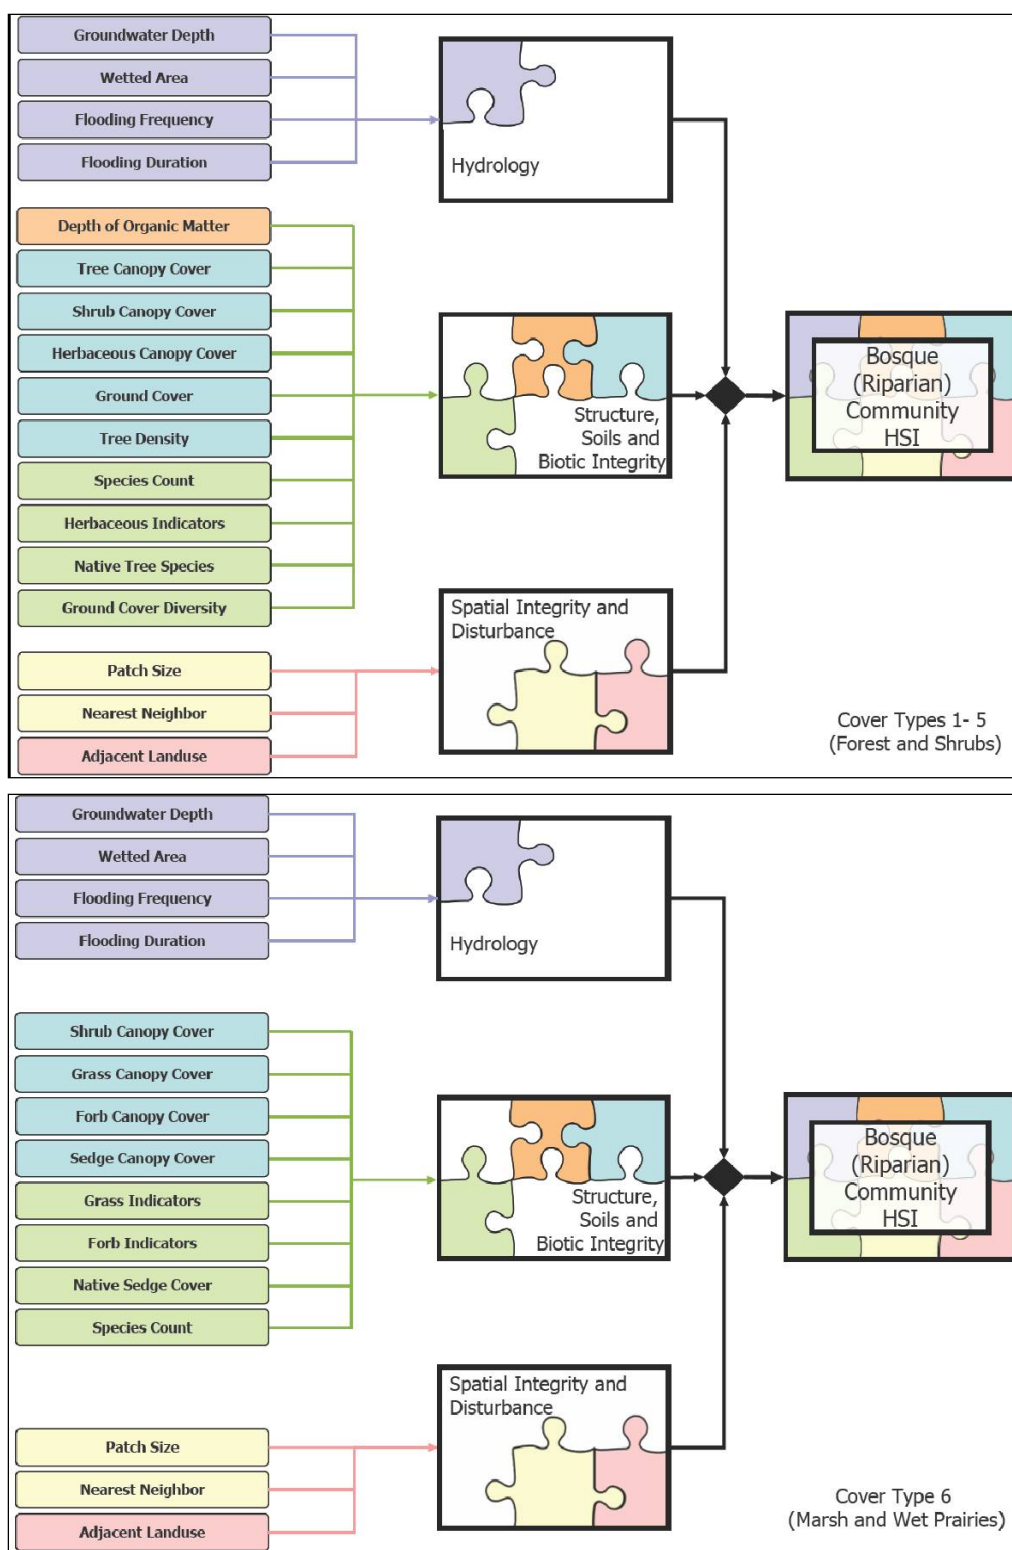 Groundwater Depth
Wetted Area
Flooding Frequency
Flooding Duration
Hydrology
Depth of Organic Matter
Tree Canopy Cover
Shrub Canopy Cover
Herbaceous Canopy Cover
Ground Cover
Tree Density
Species Count
Herbaceous Indicators
Native Tree Species
Ground Cover Diversity
Structure,
Soils and
Biotic Integrity
Patch Size
Nearest Neighbor
Adjacent Landuse
Spatial Integrity and
Disturbance
Bosque
(Riparian)
Community
HSI
Cover Types 1- 5
(Forest and Shrubs)
Groundwater Depth
Wetted Area
Flooding Frequency
Flooding Duration
Hydrology
Shrub Canopy Cover
Grass Canopy Cover
Forb Canopy Cover
Sedge Canopy Cover
Grass Indicators
Forb Indicators
Native Sedge Cover
Species Count
Structure,
Soils and
Biotic Integrity
Patch Size
Nearest Neighbor
Adjacent Landuse
Spatial Integrity and
Disturbance
Bosque
(Riparian)
Community
HSI
Cover Type 6
(Marsh and Wet Prairies)